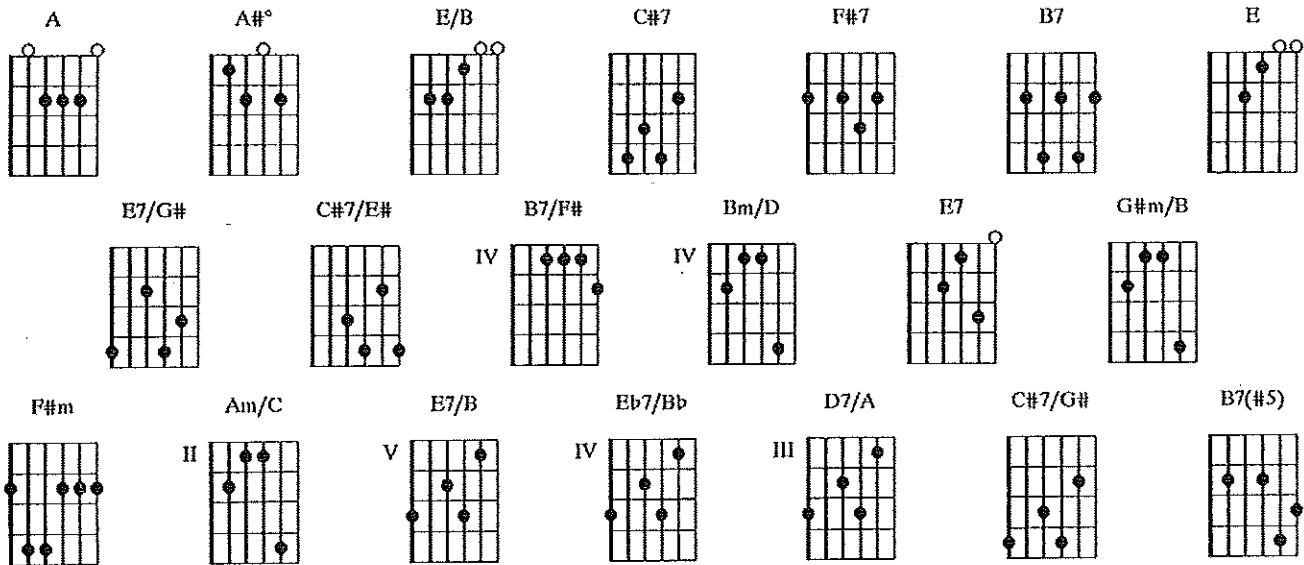 A A#° E/B C#7 F#7 B7 E
E7/G# C#7/E# B7/F# Bm/D E7 G#m/B
IV IV
F#m Am/C E7/B Eb7/Bb D7/A C#7/G# B7(#5)
II V IV III